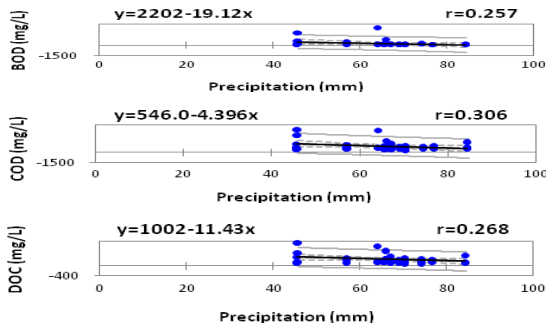 y=2202-19.12x r=0.257
BOD (mg/L)
-1500
0 20 40 60 80 100
Precipitation (mm)
y=546.0-4.396x r=0.306
COD (mg/L)
-1500
0 20 40 60 80 100
Precipitation (mm)
y=1002-11.43x r=0.268
DOC (mg/L)
-400
0 20 40 60 80 100
Precipitation (mm)